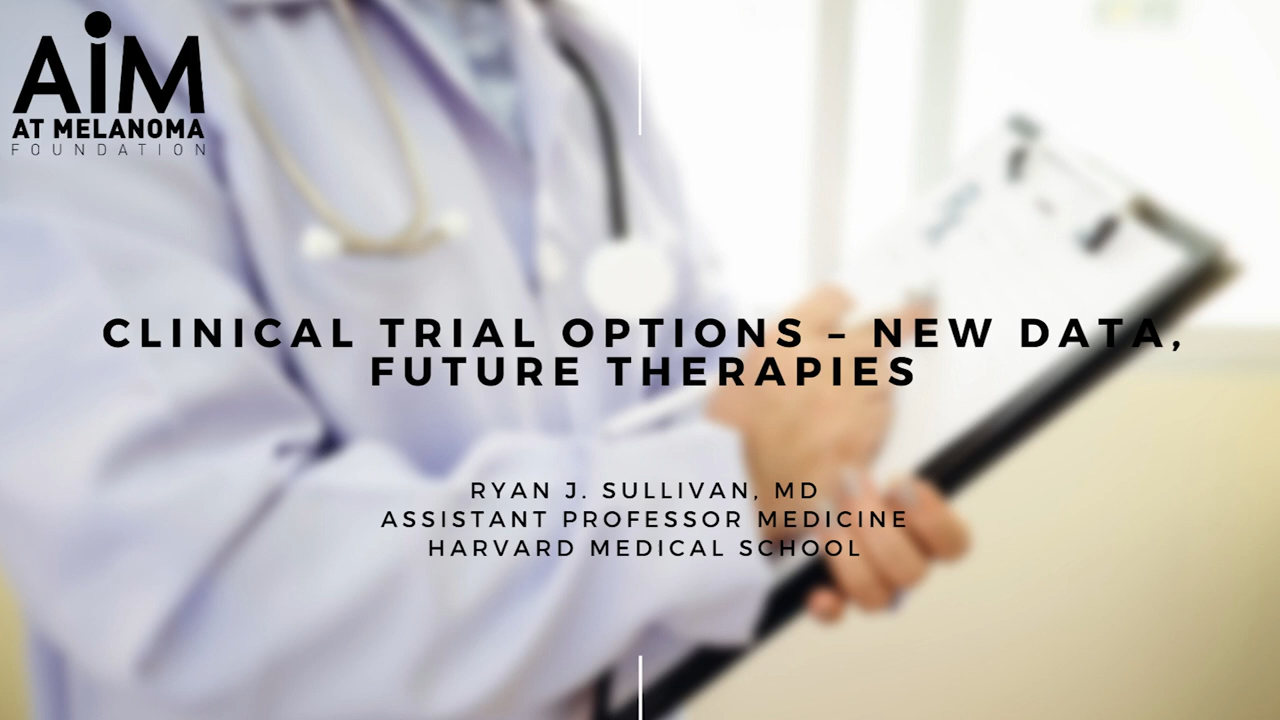 AiM
AT MELANOMA
FOUNDATION
CLINICAL TRIAL OPTIONS – NEW DATA,
FUTURE THERAPIES
RYAN J. SULLIVAN, MD
ASSISTANT PROFESSOR MEDICINE
HARVARD MEDICAL SCHOOL